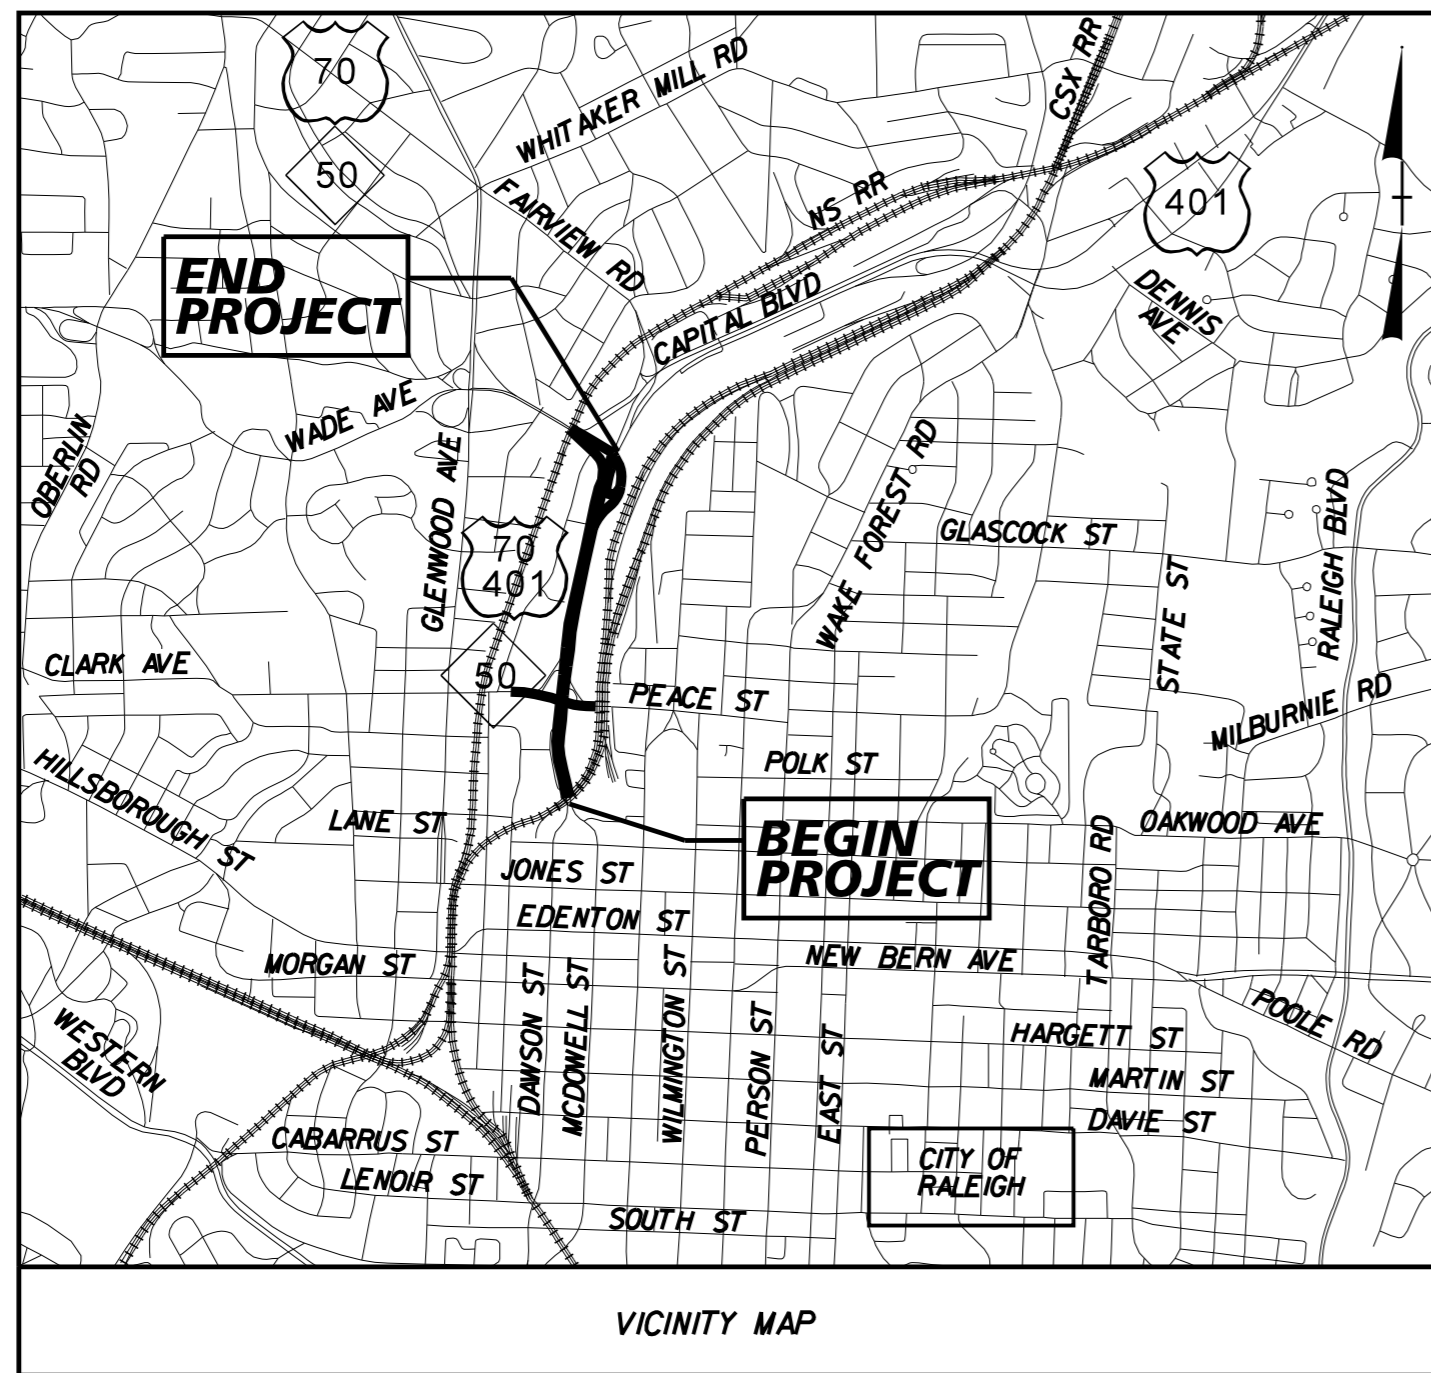 70
50
WHITAKER MILL RD
CSX RR
NS RR
401
FAIRVIEW RD
END
PROJECT
CAPITAL BLVD
DENNIS
AVE
WADE AVE
OBERLIN
RD
GLENWOOD AVE
WAKE FOREST RD
GLASCOCK ST
RALEIGH BLVD
70
401
STATE ST
CLARK AVE
50
PEACE ST
MILBURNIE RD
HILLSBOROUGH ST
POLK ST
LANE ST
OAKWOOD AVE
BEGIN
PROJECT
JONES ST
TARBORO RD
EDENTON ST
MORGAN ST
NEW BERN AVE
DAWSON ST
MCDOWELL ST
WILMINGTON ST
PERSON ST
EAST ST
POOLE RD
WESTERN
BLVD
HARGETT ST
MARTIN ST
DAVIE ST
CABARRUS ST
CITY OF
RALEIGH
LENOIR ST
SOUTH ST
VICINITY MAP